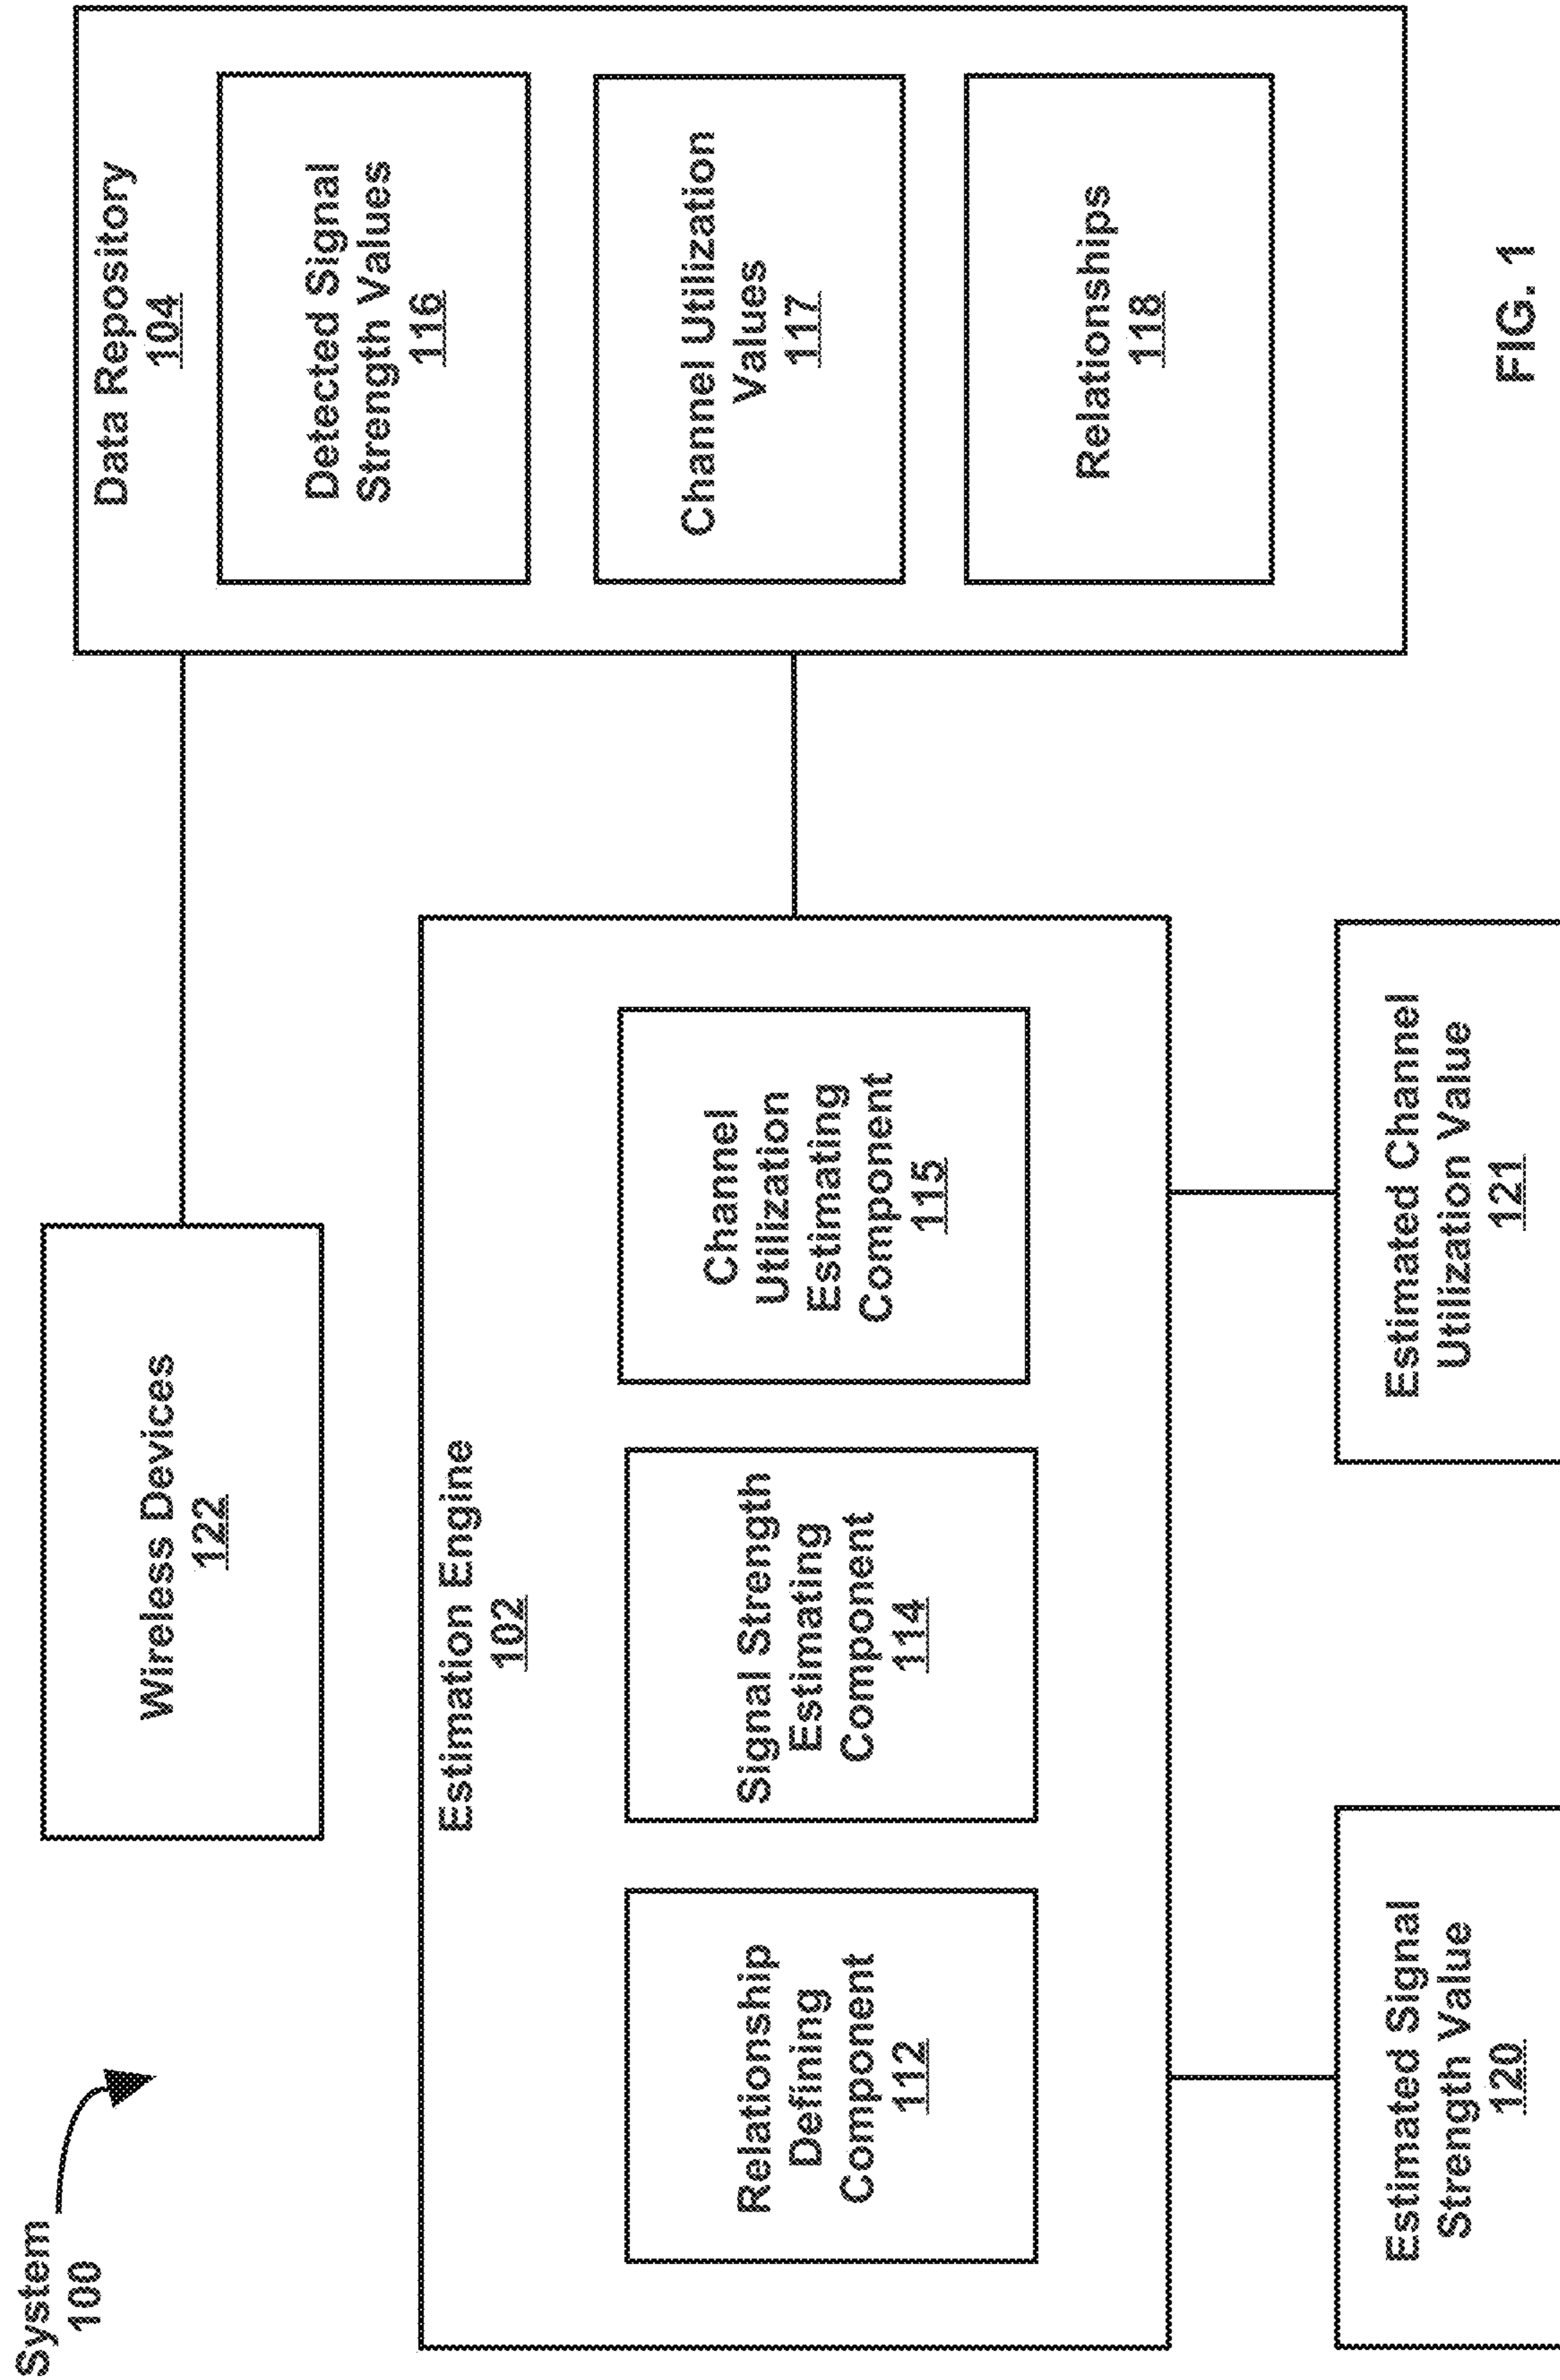 System
100
Wireless Devices
122
Data Repository
104
Detected Signal
Strength Values
116
Channel Utilization
Values
117
Relationships
118
Estimation Engine
102
Relationship
Defining
Component
112
Signal Strength
Estimating
Component
114
Channel
Utilization
Estimating
Component
115
Estimated Signal
Strength Value
120
Estimated Channel
Utilization Value
121
FIG. 1